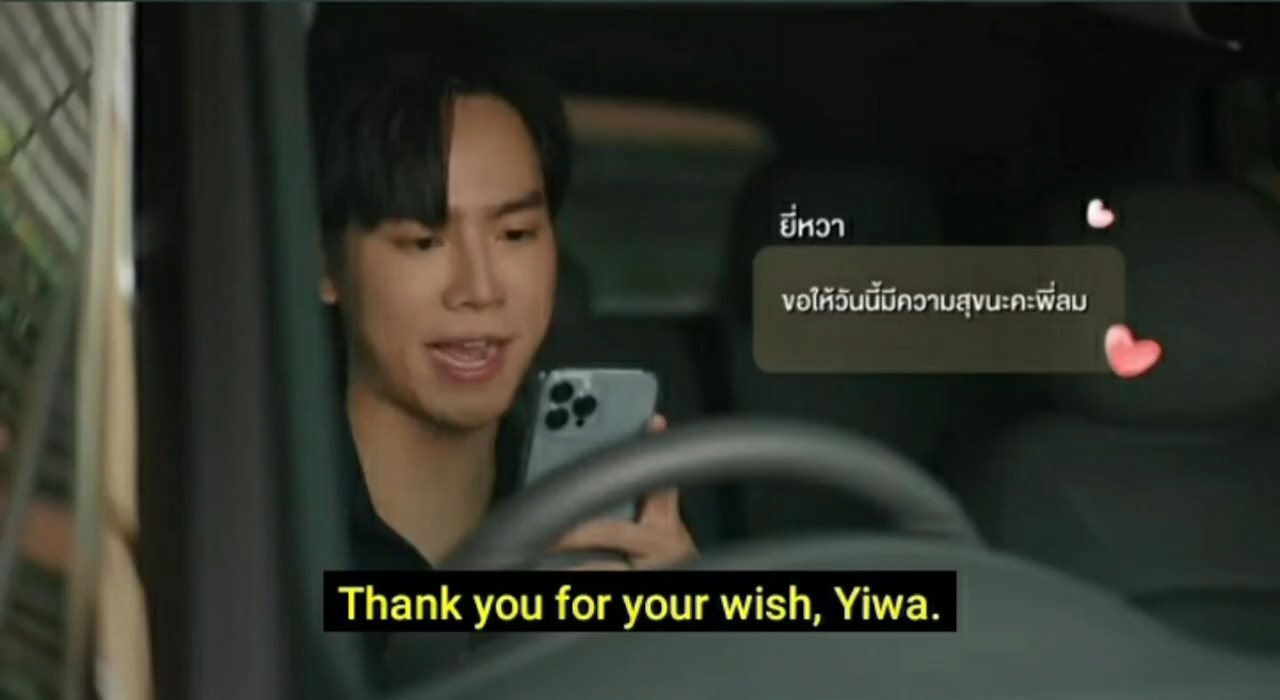 ยี่หวา
ขอให้วันนี้มีความสุขนะคะพี่ลม
Thank you for your wish, Yiwa.